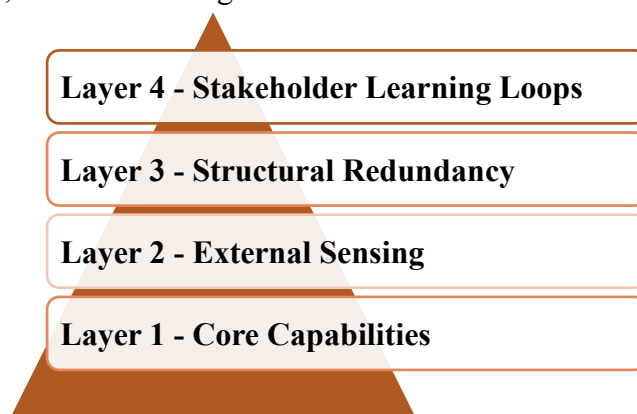 Layer 4 - Stakeholder Learning Loops
Layer 3 - Structural Redundancy
Layer 2 - External Sensing
Layer 1 - Core Capabilities